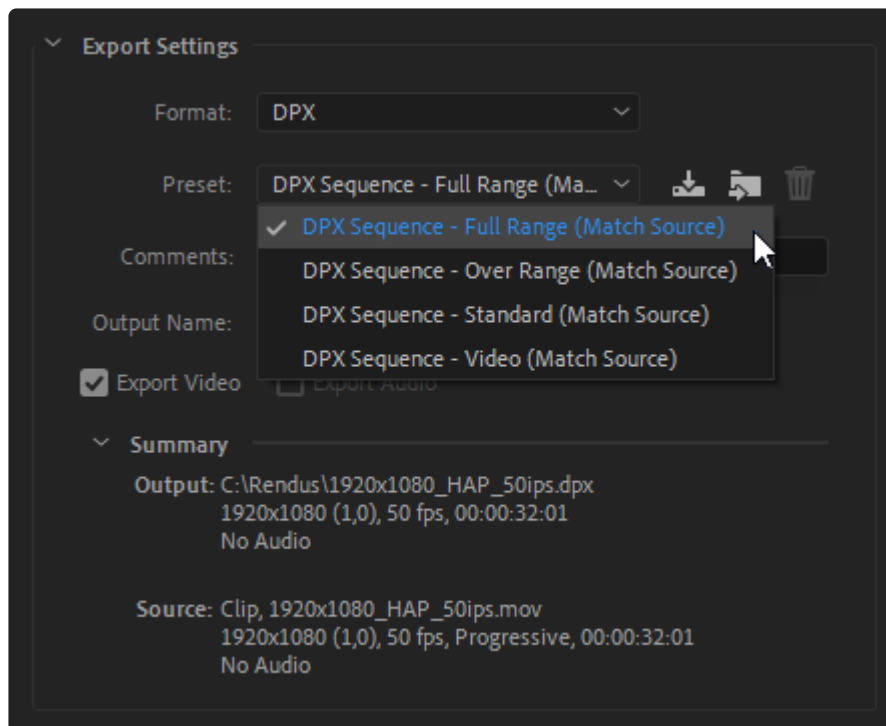 Export Settings
Format: DPX
Preset: DPX Sequence - Full Range (Ma...
DPX Sequence - Full Range (Match Source)
Comments:
DPX Sequence - Over Range (Match Source)
DPX Sequence - Standard (Match Source)
Output Name:
DPX Sequence - Video (Match Source)
Export Video Export Audio
Summary
Output: C:\Rendus\1920x1080_HAP_50ips.dpx
1920x1080 (1,0), 50 fps, 00:00:32:01
No Audio
Source: Clip, 1920x1080_HAP_50ips.mov
1920x1080 (1,0), 50 fps, Progressive, 00:00:32:01
No Audio